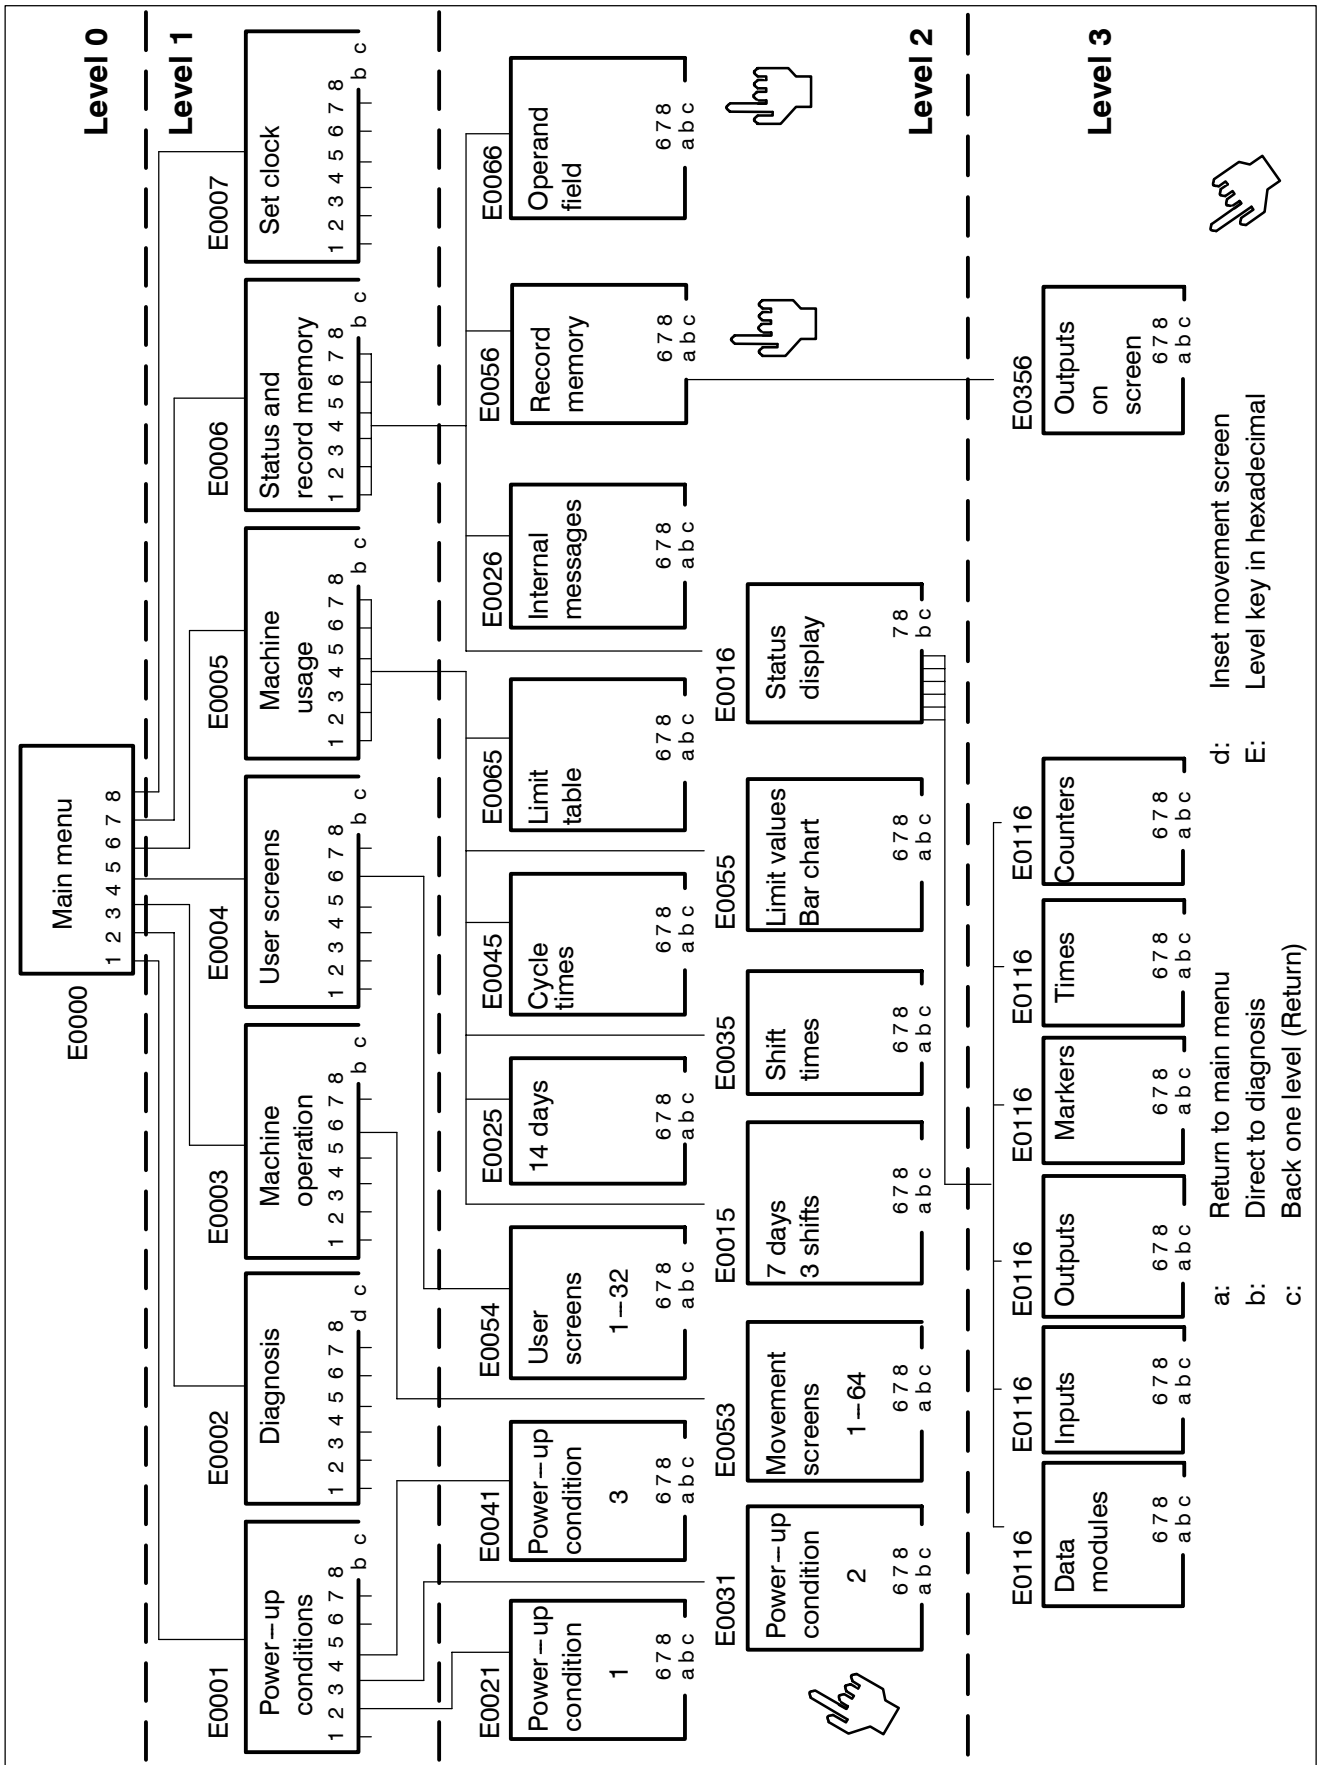 Level 0
Main menu
1 2 3 4 5 6 7 8
E0000
Level 1
E0001
Power--up
conditions
1 2 3 4 5 6 7 8
b c
E0002
Diagnosis
1 2 3 4 5 6 7 8
d c
E0003
Machine
operation
1 2 3 4 5 6 7 8
b c
E0004
User screens
1 2 3 4 5 6 7 8
b c
E0005
Machine
usage
1 2 3 4 5 6 7 8
b c
E0006
Status and
record memory
1 2 3 4 5 6 7 8
b c
E0007
Set clock
1 2 3 4 5 6 7 8
b c
Level 2
E0021
Power--up
condition
1
6 7 8
a b c
E0041
Power--up
condition
3
6 7 8
a b c
E0054
User
screens
1--32
6 7 8
a b c
E0025
14 days
6 7 8
a b c
E0045
Cycle
times
6 7 8
a b c
E0065
Limit
table
6 7 8
a b c
E0026
Internal
messages
6 7 8
a b c
E0056
Record
memory
6 7 8
a b c
E0066
Operand
field
6 7 8
a b c
E0031
Power--up
condition
2
6 7 8
a b c
E0053
Movement
screens
1--64
6 7 8
a b c
E0015
7 days
3 shifts
6 7 8
a b c
E0035
Shift
times
6 7 8
a b c
E0055
Limit values
Bar chart
6 7 8
a b c
E0016
Status
display
7 8
b c
Level 3
E0116
Data
modules
6 7 8
a b c
E0116
Inputs
6 7 8
a b c
E0116
Outputs
6 7 8
a b c
E0116
Markers
6 7 8
a b c
E0116
Times
6 7 8
a b c
E0116
Counters
6 7 8
a b c
E0356
Outputs
on
screen
6 7 8
a b c
a: Return to main menu
b: Direct to diagnosis
c: Back one level (Return)
d: Inset movement screen
E: Level key in hexadecimal